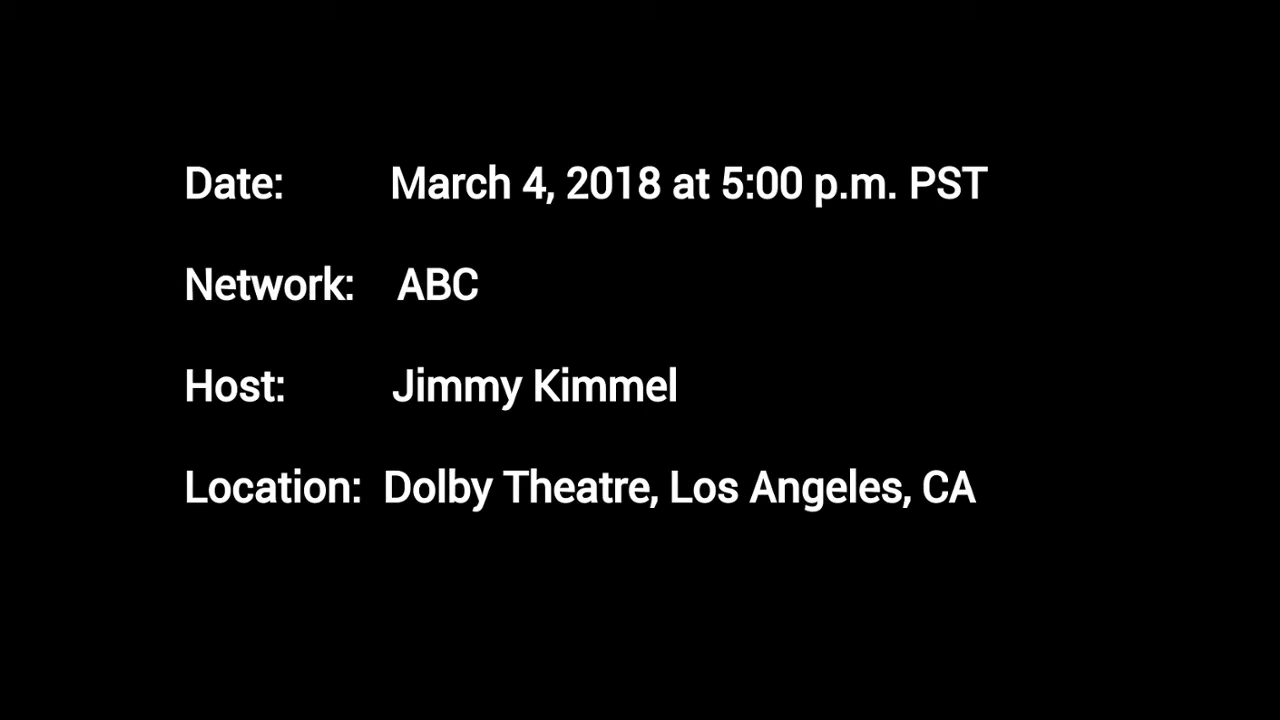 Date: March 4, 2018 at 5:00 p.m. PST
Network: ABC
Host: Jimmy Kimmel
Location: Dolby Theatre, Los Angeles, CA